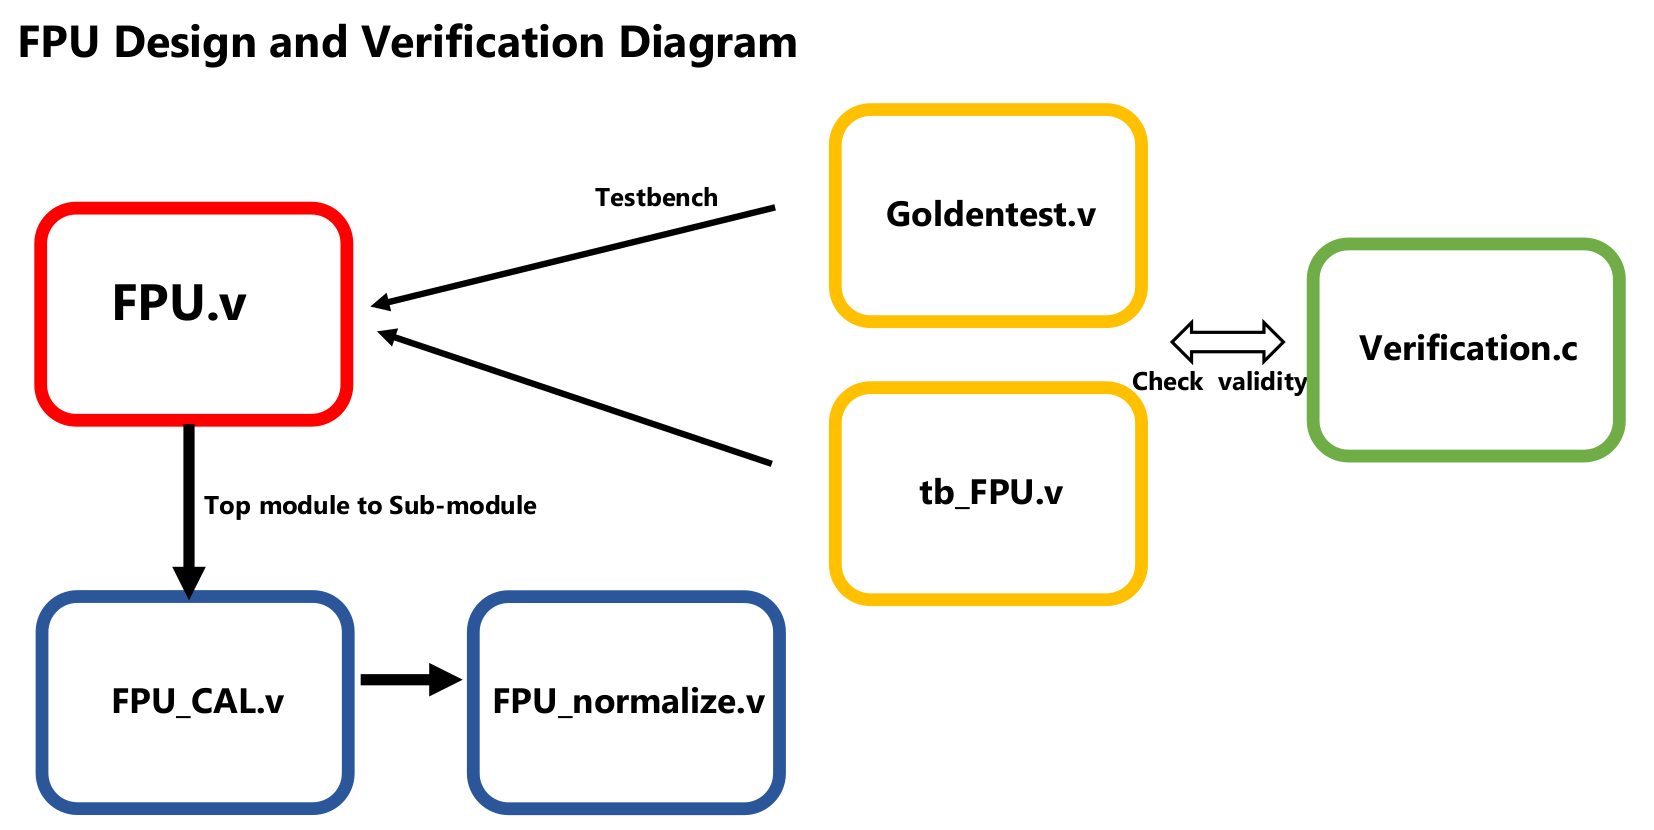 FPU Design and Verification Diagram
Testbench
Goldentest.v
FPU.v
Verification.c
Check validity
tb_FPU.v
Top module to Sub-module
FPU_CAL.v
FPU_normalize.v